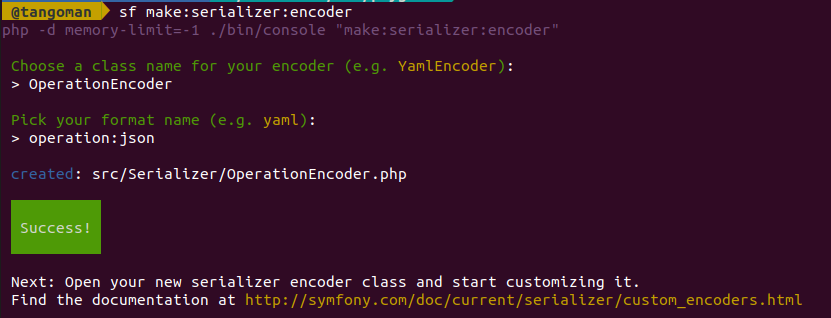 @tangoman sf make:serializer:encoder
php -d memory-limit=-1 ./bin/console "make:serializer:encoder"
Choose a class name for your encoder (e.g. YamlEncoder):
> OperationEncoder
Pick your format name (e.g. yaml):
> operation:json
created: src/Serializer/OperationEncoder.php
Success!
Next: Open your new serializer encoder class and start customizing it.
Find the documentation at http://symfony.com/doc/current/serializer/custom_encoders.html